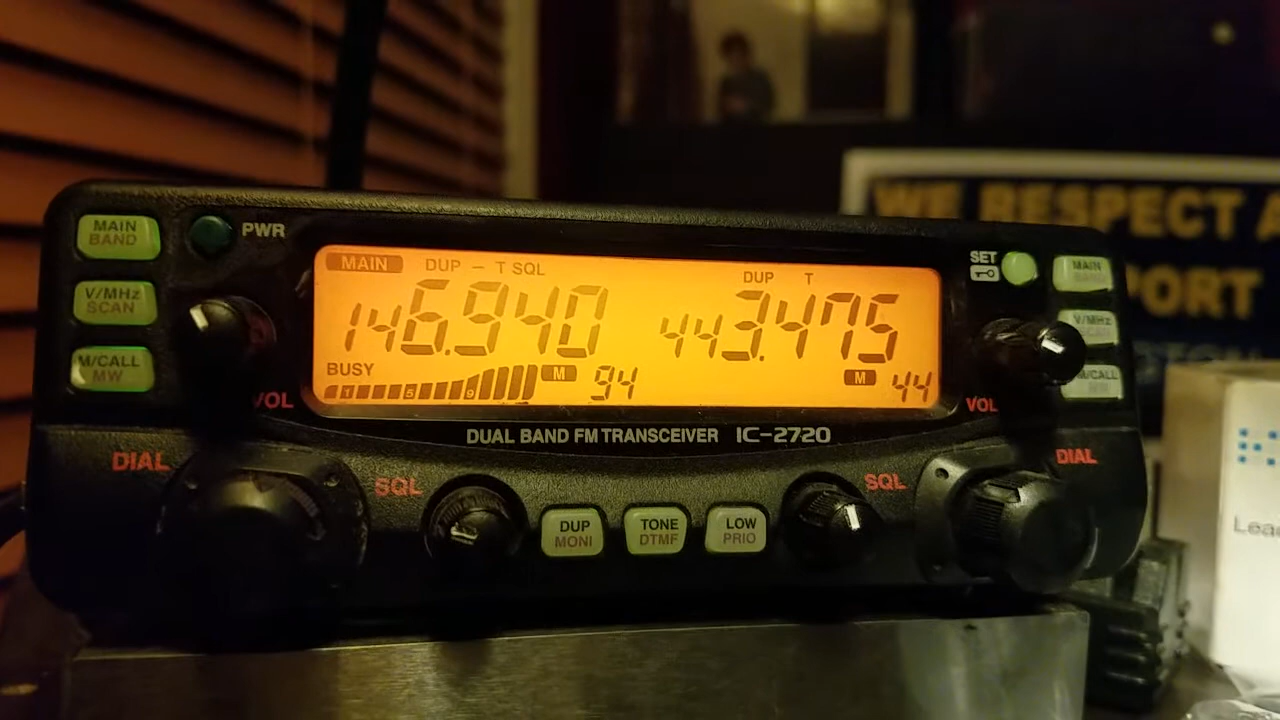 WE RESPECT A
PORT
MAIN
BAND
PWR
V/MHz
SCAN
M/CALL
MW
MAIN DUP – T SQL
146.940
BUSY
1 5 9
M 94
DUP T
443.475
M 44
SET
MAIN
V/MHz
M/CALL
VOL
VOL
DUAL BAND FM TRANSCEIVER IC-2720
DIAL
SQL
SQL
DIAL
DUP
MONI
TONE
DTMF
LOW
PRIO
Lea